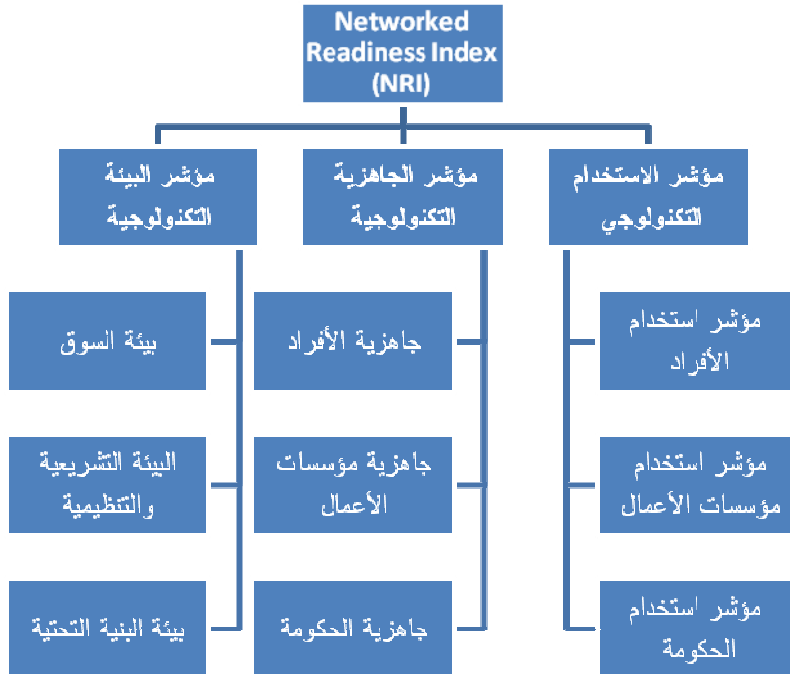 Networked
Readiness Index
(NRI)
مؤشر الاستخدام
التكنولوجي
مؤشر الجاهزية
التكنولوجية
مؤشر البيئة
التكنولوجية
مؤشر استخدام
الأفراد
جاهزية الأفراد
بيئة السوق
مؤشر استخدام
مؤسسات الأعمال
جاهزية مؤسسات
الأعمال
البيئة التشريعية
والتنظيمية
مؤشر استخدام
الحكومة
جاهزية الحكومة
بيئة البنية التحتية